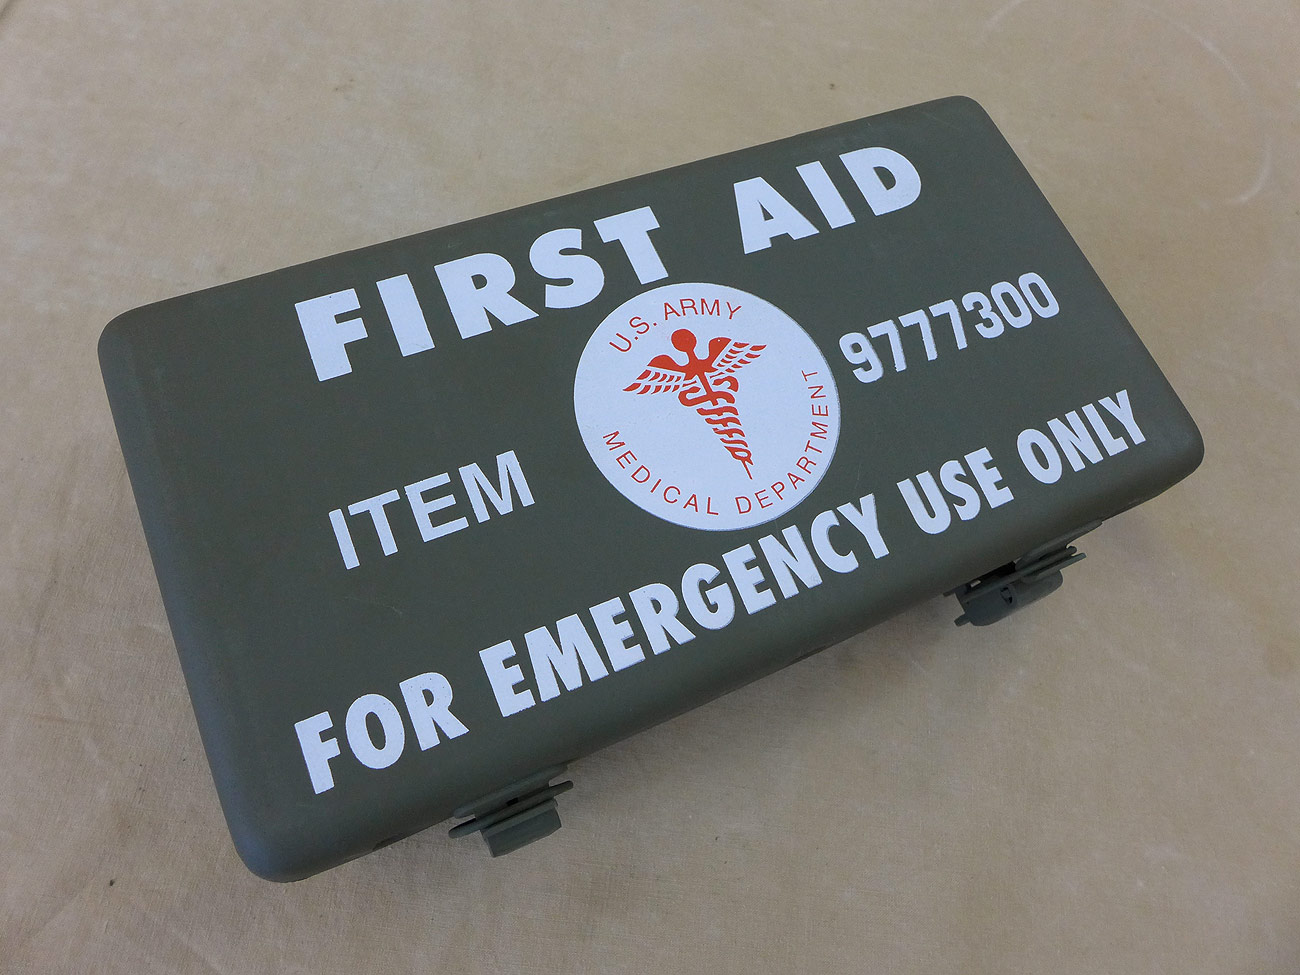 FIRST AID
U.S. ARMY
MEDICAL DEPARTMENT
ITEM 9777300
FOR EMERGENCY USE ONLY